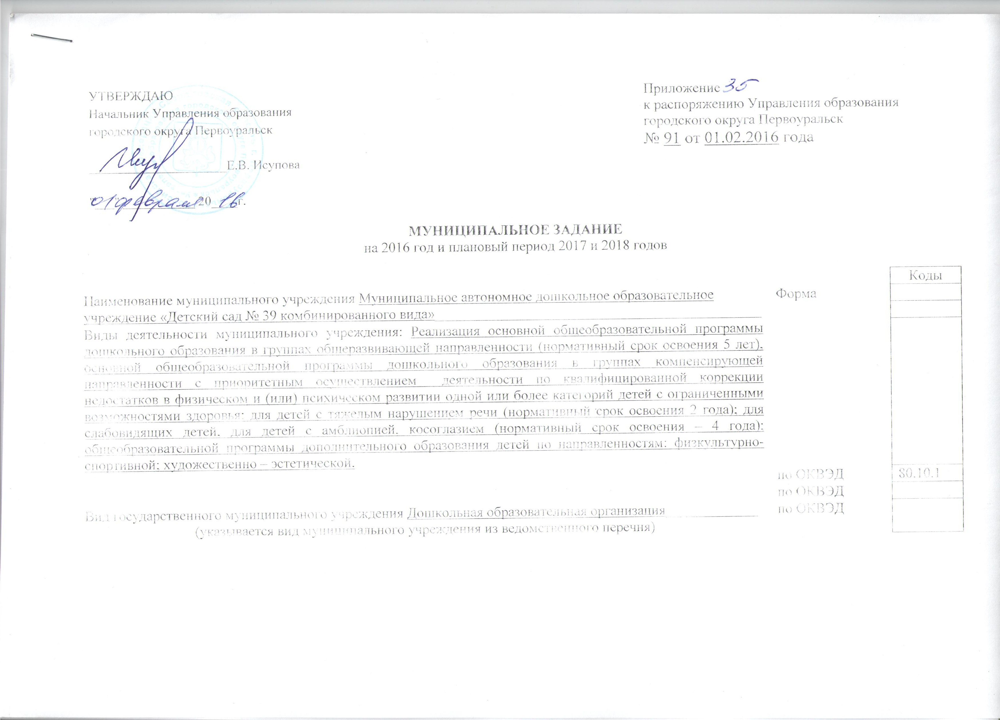 УТВЕРЖДАЮ
Начальник Управления образования
городского округа Первоуральск
Е.В. Исупова
"01" февраля 2016г.
Приложение 35
к распоряжению Управления образования
городского округа Первоуральск
№ 91 от 01.02.2016 года
МУНИЦИПАЛЬНОЕ ЗАДАНИЕ
на 2016 год и плановый период 2017 и 2018 годов
Коды
Наименование муниципального учреждения Муниципальное автономное дошкольное образовательное
Форма
учреждение «Детский сад № 39 комбинированного вида»
Виды деятельности муниципального учреждения: Реализация основной общеобразовательной программы
дошкольного образования в группах общеразвивающей направленности (нормативный срок освоения 5 лет),
основной общеобразовательной программы дошкольного образования в группах компенсирующей
направленности с приоритетным осуществлением деятельности по квалифицированной коррекции
недостатков в физическом и (или) психическом развитии одной или более категорий детей с ограниченными
возможностями здоровья: для детей с тяжелым нарушением речи (нормативный срок освоения 2 года); для
слабовидящих детей, для детей с амблиопией, косоглазием (нормативный срок освоения – 4 года);
общеобразовательной программы дополнительного образования детей по направленностям: физкультурно-
спортивной; художественно – эстетической.
по ОКВЭД 80.10.1
по ОКВЭД
Вид государственного муниципального учреждения Дошкольная образовательная организация
по ОКВЭД
(указывается вид муниципального учреждения из ведомственного перечня)